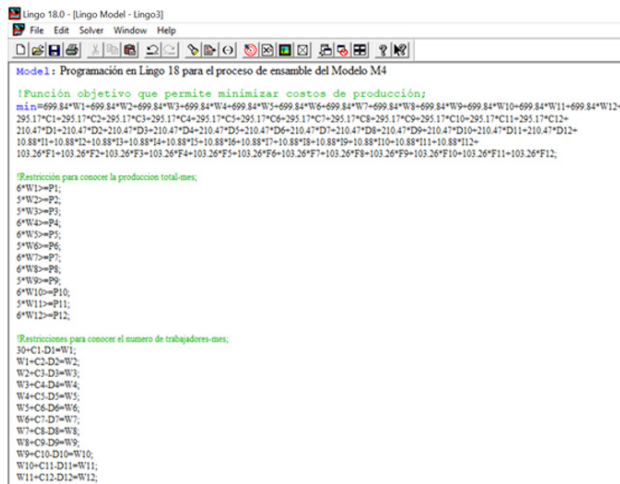 Lingo 18.0 - [Lingo Model - Lingo3]
File Edit Solver Window Help
Model: Programación en Lingo 18 para el proceso de ensamble del Modelo M4
!Función objetivo que permite minimizar costos de producción;
min=699.84*W1+699.84*W2+699.84*W3+699.84*W4+699.84*W5+699.84*W6+699.84*W7+699.84*W8+699.84*W9+699.84*W10+699.84*W11+699.84*W12+
295.17*C1+295.17*C2+295.17*C3+295.17*C4+295.17*C5+295.17*C6+295.17*C7+295.17*C8+295.17*C9+295.17*C10+295.17*C11+295.17*C12+
210.47*D1+210.47*D2+210.47*D3+210.47*D4+210.47*D5+210.47*D6+210.47*D7+210.47*D8+210.47*D9+210.47*D10+210.47*D11+210.47*D12+
10.88*I1+10.88*I2+10.88*I3+10.88*I4+10.88*I5+10.88*I6+10.88*I7+10.88*I8+10.88*I9+10.88*I10+10.88*I11+10.88*I12+
103.26*F1+103.26*F2+103.26*F3+103.26*F4+103.26*F5+103.26*F6+103.26*F7+103.26*F8+103.26*F9+103.26*F10+103.26*F11+103.26*F12;
!Restricción para conocer la produccion total-mes;
6*W1>=P1;
5*W2>=P2;
5*W3>=P3;
5*W4>=P4;
6*W5>=P5;
5*W6>=P6;
6*W7>=P7;
6*W8>=P8;
5*W9>=P9;
6*W10>=P10;
5*W11>=P11;
6*W12>=P12;
!Restricciones para conocer el numero de trabajadores-mes;
30+C1-D1=W1;
W1+C2-D2=W2;
W2+C3-D3=W3;
W3+C4-D4=W4;
W4+C5-D5=W5;
W5+C6-D6=W6;
W6+C7-D7=W7;
W7+C8-D8=W8;
W8+C9-D9=W9;
W9+C10-D10=W10;
W10+C11-D11=W11;
W11+C12-D12=W12;